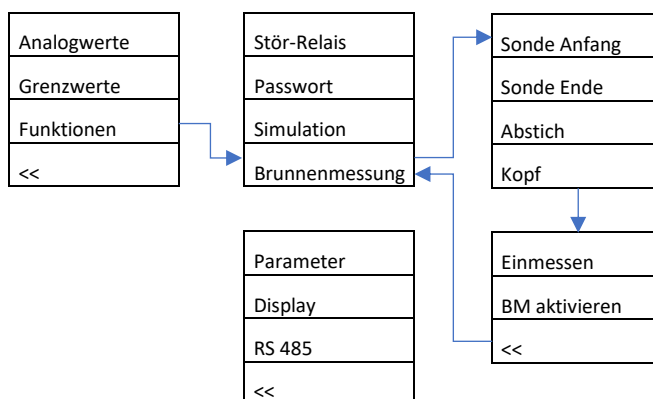 Analogwerte
Grenzwerte
Funktionen
<<
Stör-Relais
Passwort
Simulation
Brunnenmessung
Parameter
Display
RS 485
<<
Sonde Anfang
Sonde Ende
Abstich
Kopf
Einmessen
BM aktivieren
<<